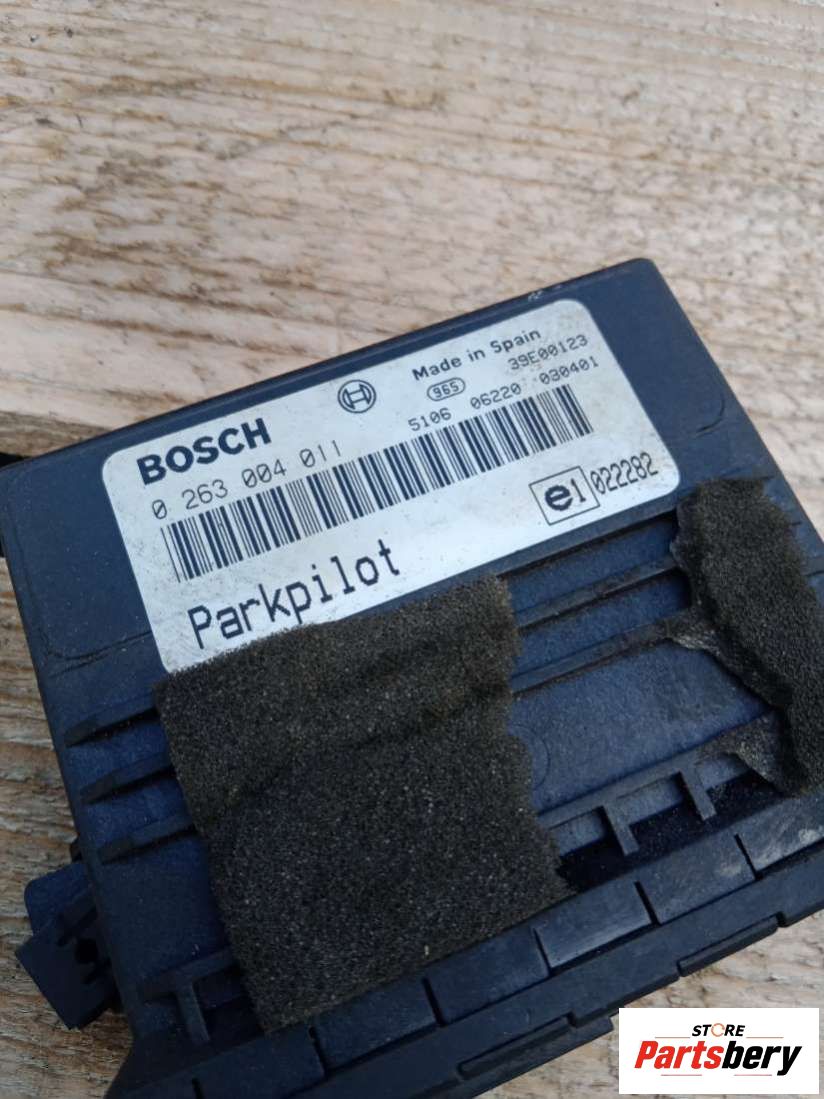 Made in Spain
BOSCH
965
39E00123
0 263 004 011
5106 06220 030401
e1 022282
Parkpilot
STORE
Partsbery